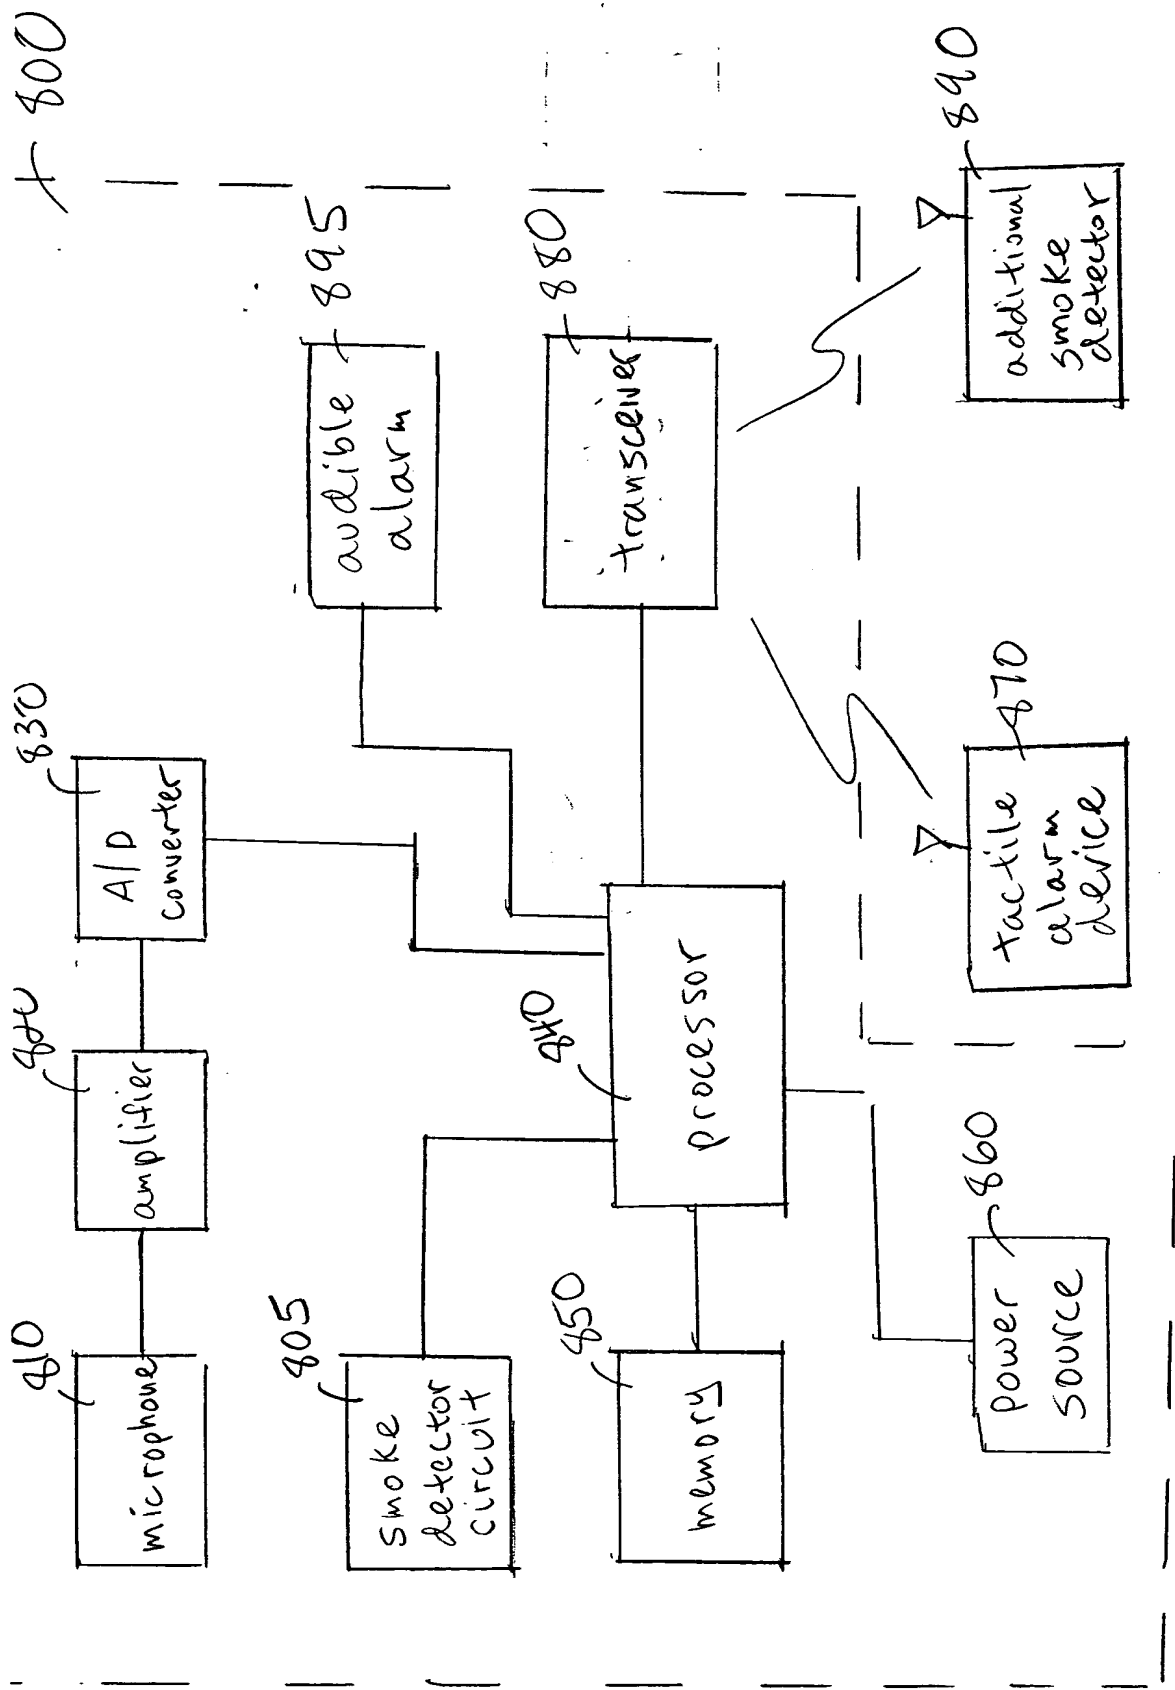 800
810
microphone
820
amplifier
830
A/D
converter
805
smoke
detector
circuit
895
audible
alarm
840
processor
880
transceiver
850
memory
860
power
source
870
tactile
alarm
device
890
additional
smoke
detector